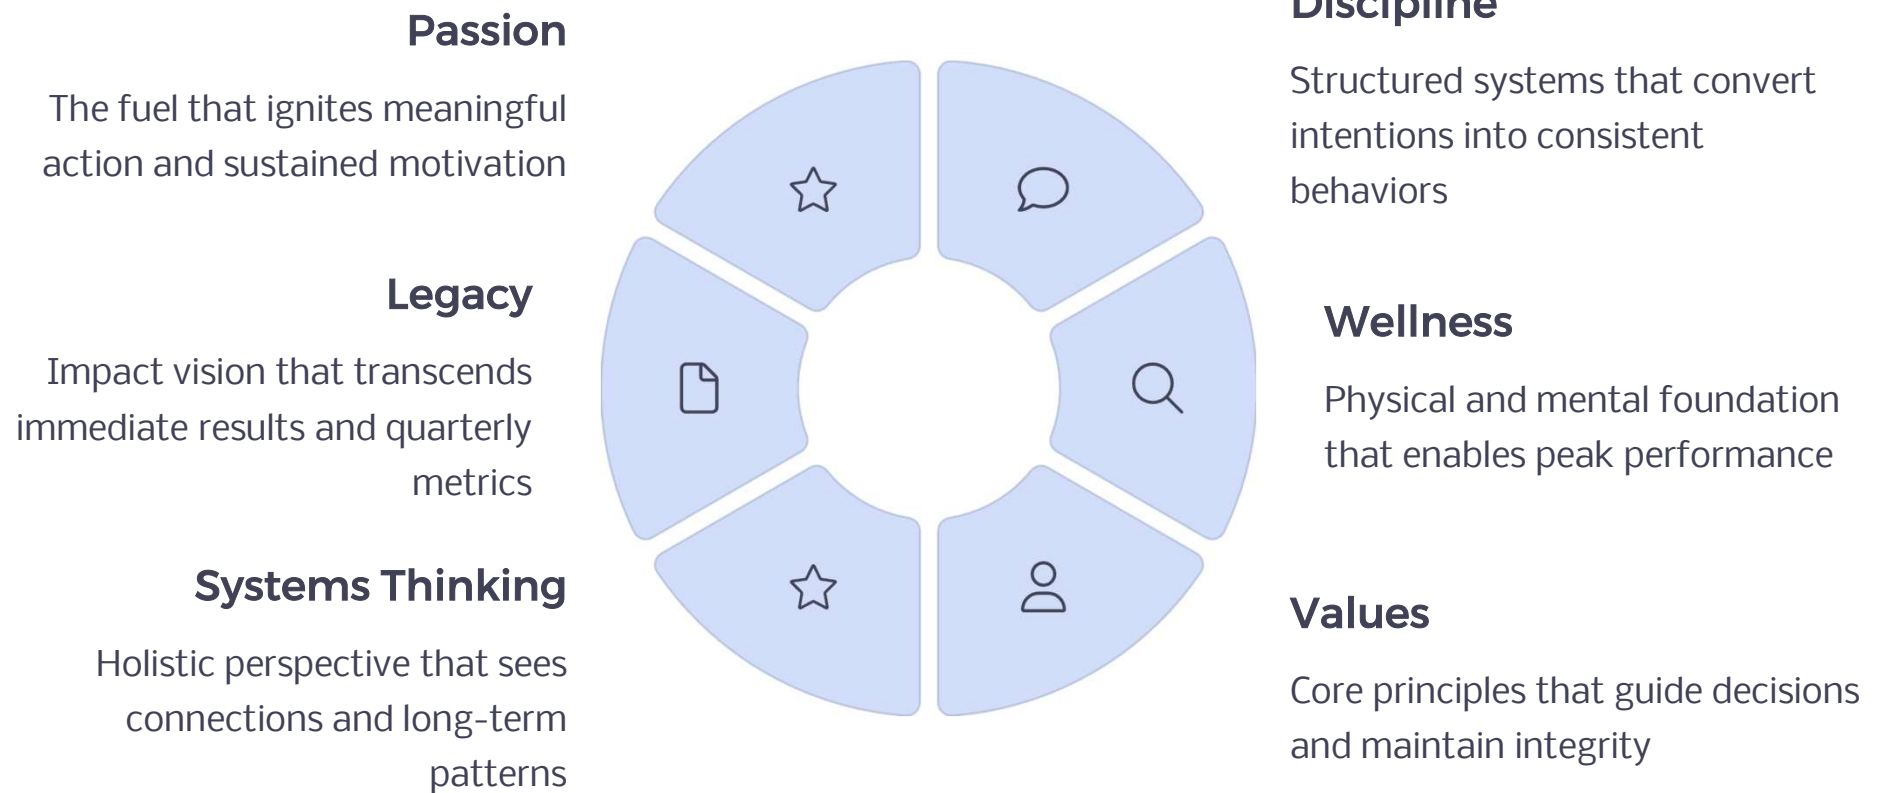 Passion
The fuel that ignites meaningful
action and sustained motivation
Legacy
Impact vision that transcends
immediate results and quarterly
metrics
Systems Thinking
Holistic perspective that sees
connections and long-term
patterns
Discipline
Structured systems that convert
intentions into consistent
behaviors
Wellness
Physical and mental foundation
that enables peak performance
Values
Core principles that guide decisions
and maintain integrity